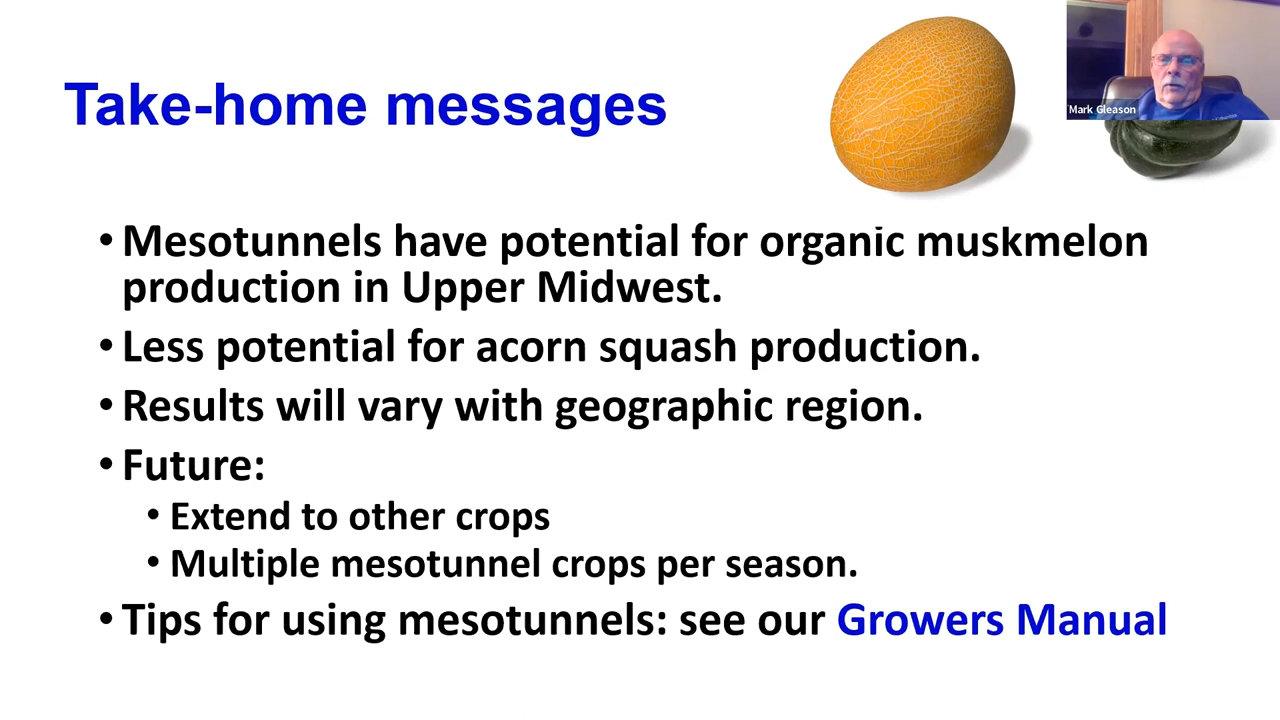 Mark Gleason
Take-home messages
• Mesotunnels have potential for organic muskmelon
production in Upper Midwest.
• Less potential for acorn squash production.
• Results will vary with geographic region.
• Future:
• Extend to other crops
• Multiple mesotunnel crops per season.
• Tips for using mesotunnels: see our Growers Manual